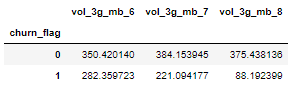 vol_3g_mb_6 vol_3g_mb_7 vol_3g_mb_8
churn_flag
0 350.420140 384.153945 375.438136
1 282.359723 221.094177 88.192399